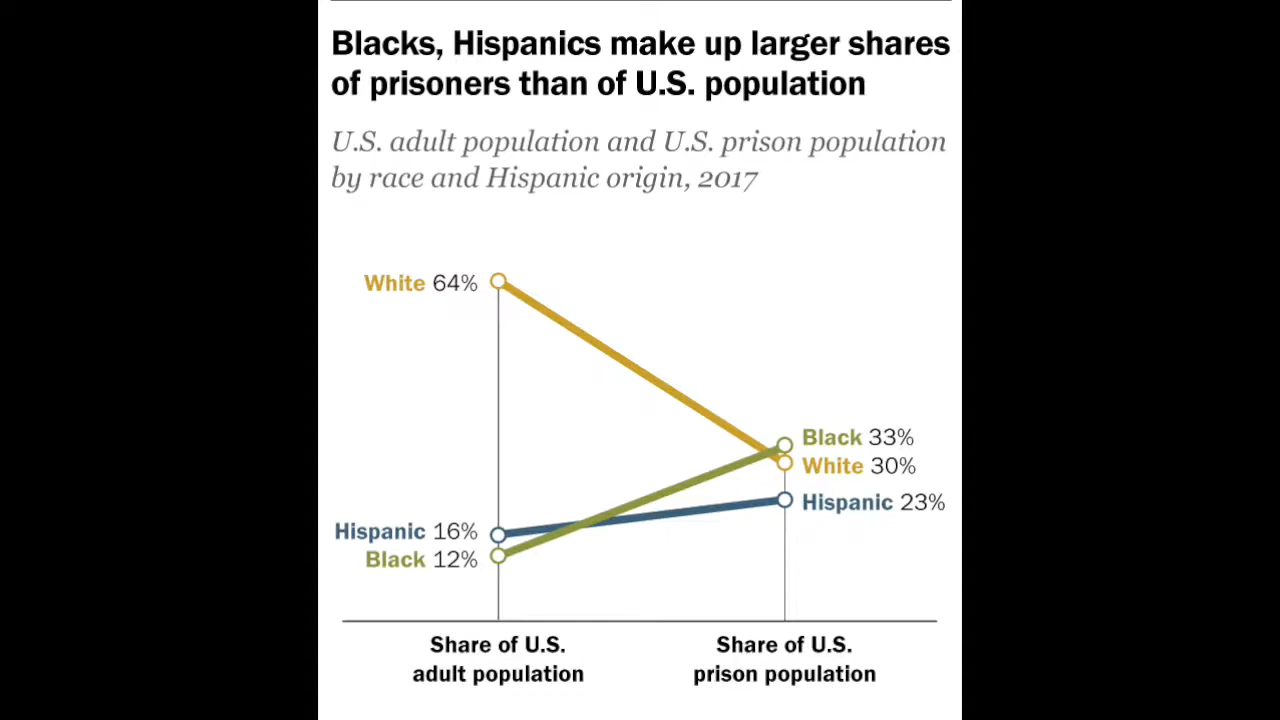 Blacks, Hispanics make up larger shares
of prisoners than of U.S. population
U.S. adult population and U.S. prison population
by race and Hispanic origin, 2017
White 64%
Black 33%
White 30%
Hispanic 23%
Hispanic 16%
Black 12%
Share of U.S.
adult population
Share of U.S.
prison population